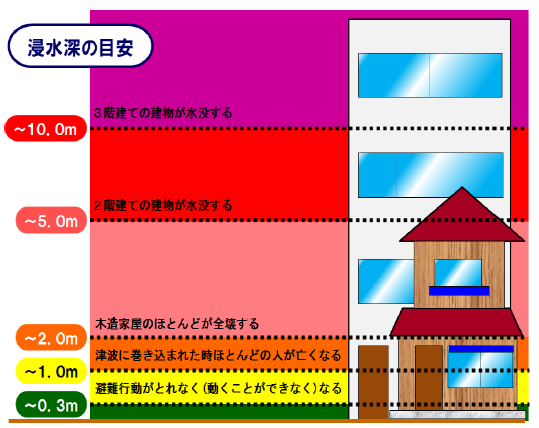 浸水深の目安
3階建ての建物が水没する
～10.0m
2階建ての建物が水没する
～5.0m
木造家屋のほとんどが全壊する
～2.0m
津波に巻き込まれた時ほとんどの人が亡くなる
～1.0m
避難行動がとれなく(動くことができなく)なる
～0.3m